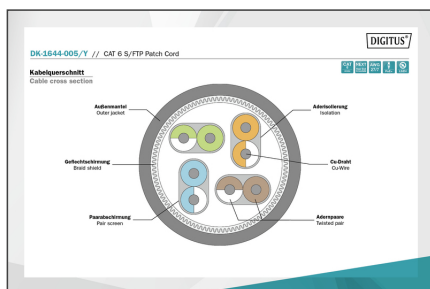 DIGITUS®
DK-1644-005/Y // CAT 6 S/FTP Patch Cord
Kabelquerschnitt
Cable cross section
Außenmantel
Outer jacket
Aderisolierung
Isolation
Geflechtschirmung
Braid shield
Cu-Draht
Cu-Wire
Paarabschirmung
Pair screen
Adernpaare
Twisted pair